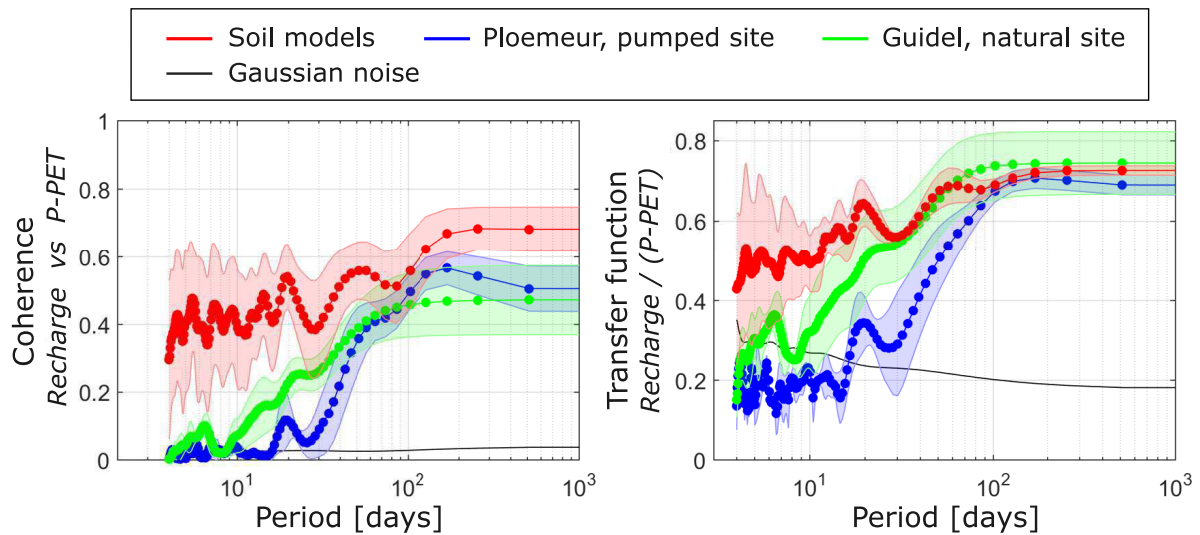 Soil models
Ploemeur, pumped site
Guidel, natural site
Gaussian noise
Coherence
Recharge vs P-PET
1
0.8
0.6
0.4
0.2
0
10^1
10^2
10^3
Period [days]
Transfer function
Recharge / (P-PET)
0.8
0.6
0.4
0.2
0
10^1
10^2
10^3
Period [days]